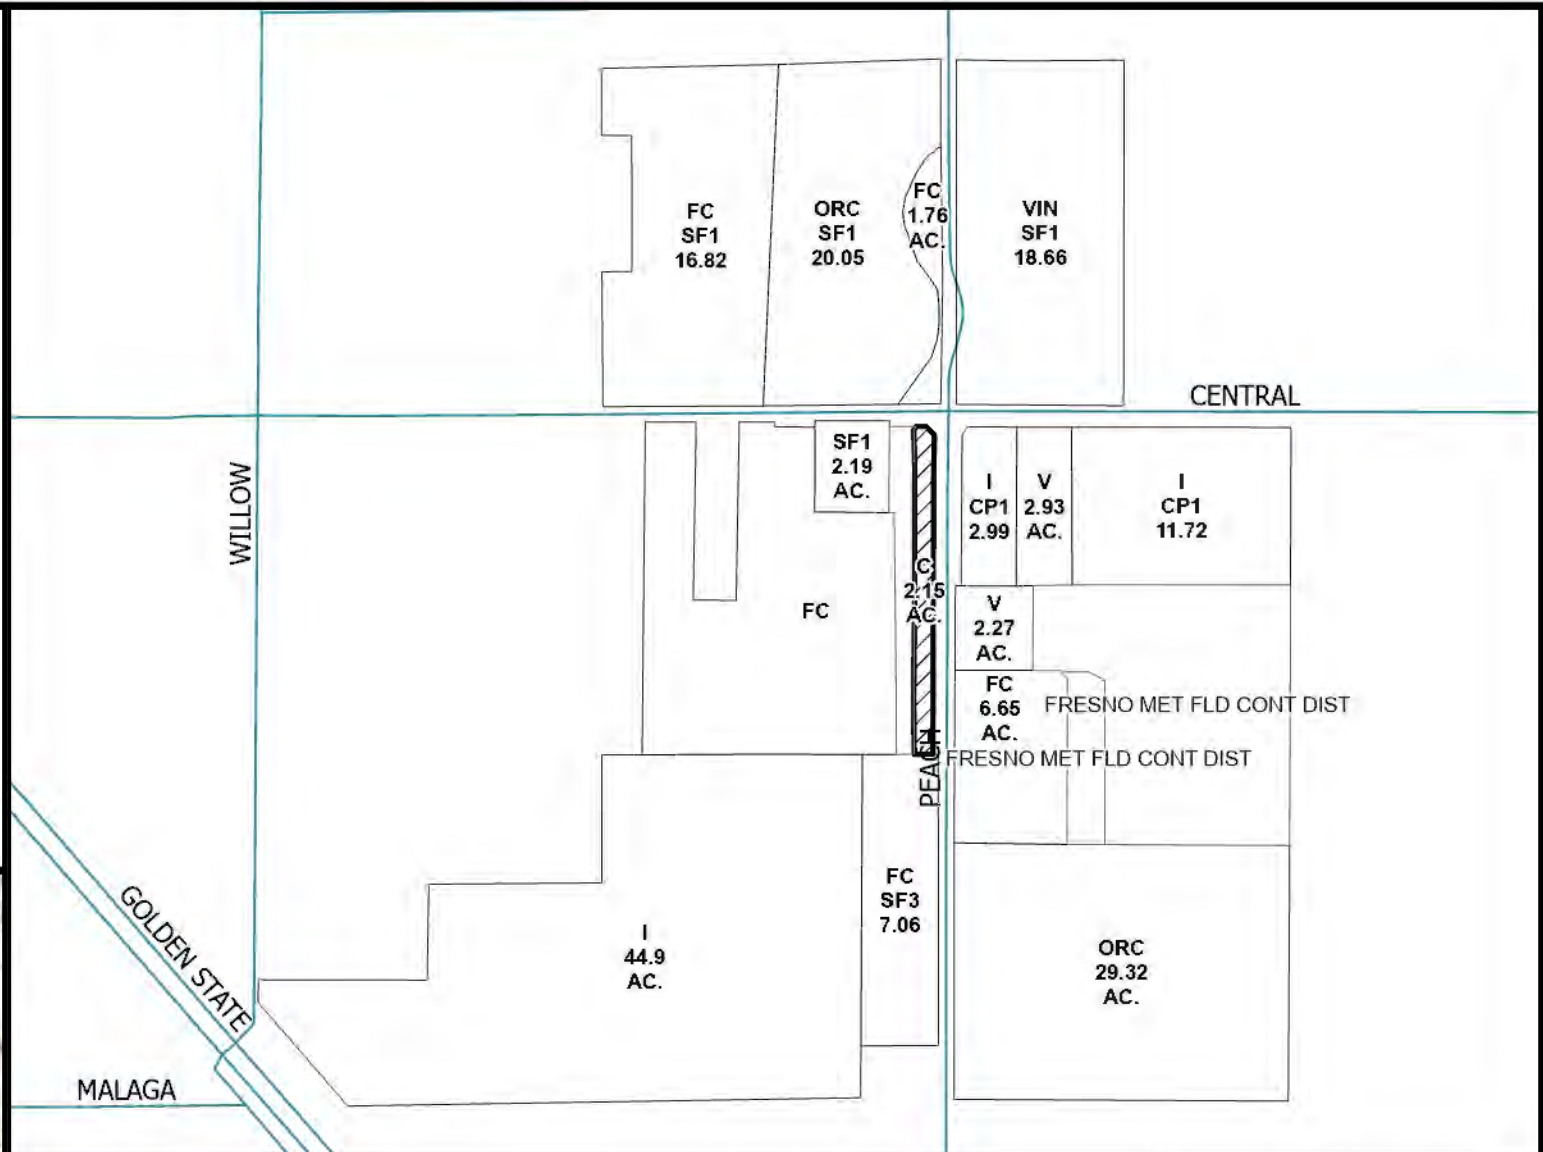 FC
SF1
16.82
ORC
SF1
20.05
FC
1.76
AC.
VIN
SF1
18.66
CENTRAL
WILLOW
SF1
2.19
AC.
I
CP1
2.99
V
2.93
AC.
I
CP1
11.72
FC
C
2.15
AC.
V
2.27
AC.
FC
6.65
AC.
FRESNO MET FLD CONT DIST
FRESNO MET FLD CONT DIST
PEACH
FC
SF3
7.06
I
44.9
AC.
ORC
29.32
AC.
GOLDEN STATE
MALAGA